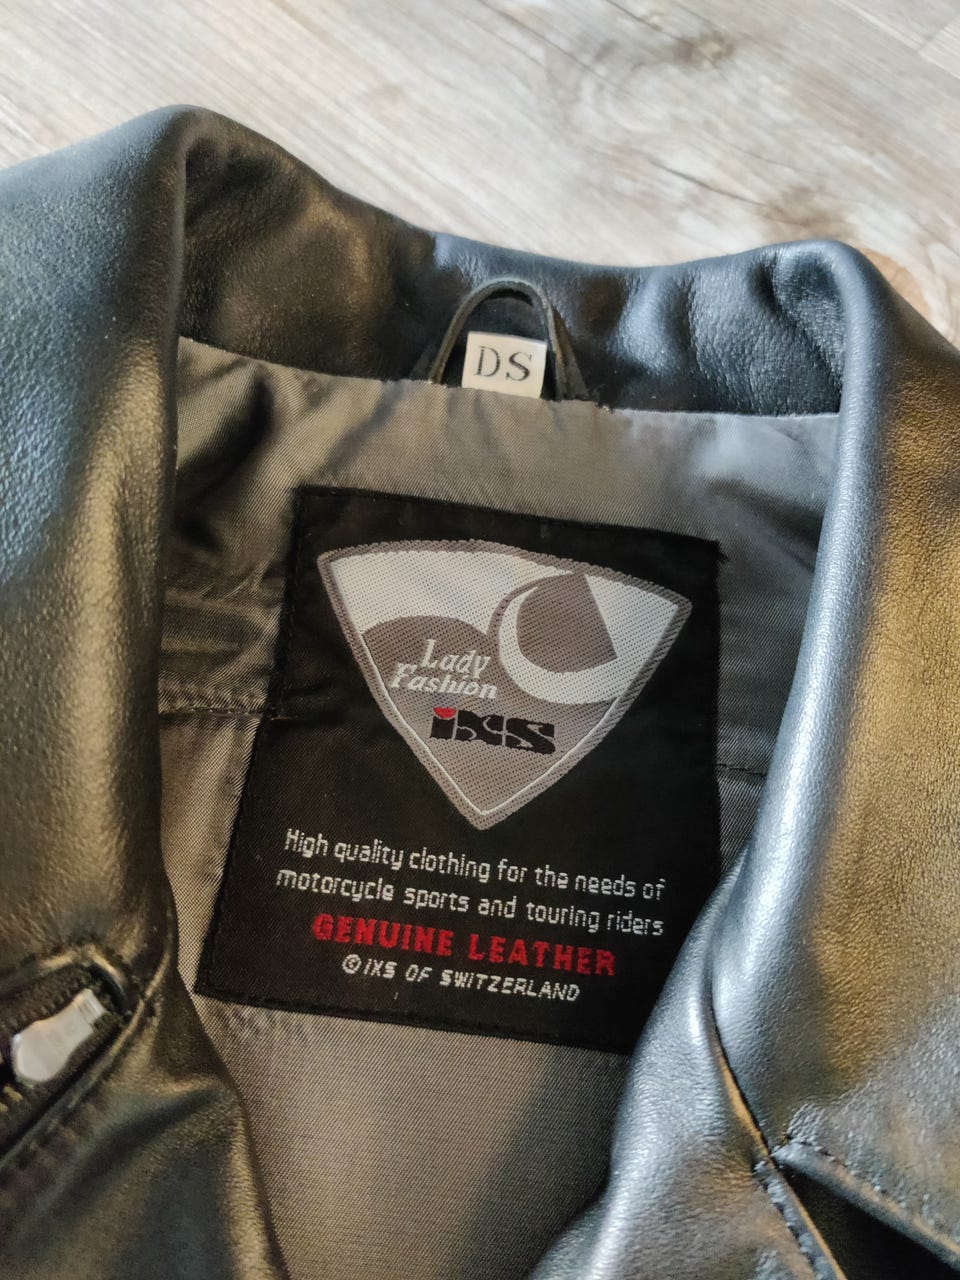 DS
Lady
Fashion
iXS
High quality clothing for the needs of
motorcycle sports and touring riders
GENUINE LEATHER
© iXS OF SWITZERLAND